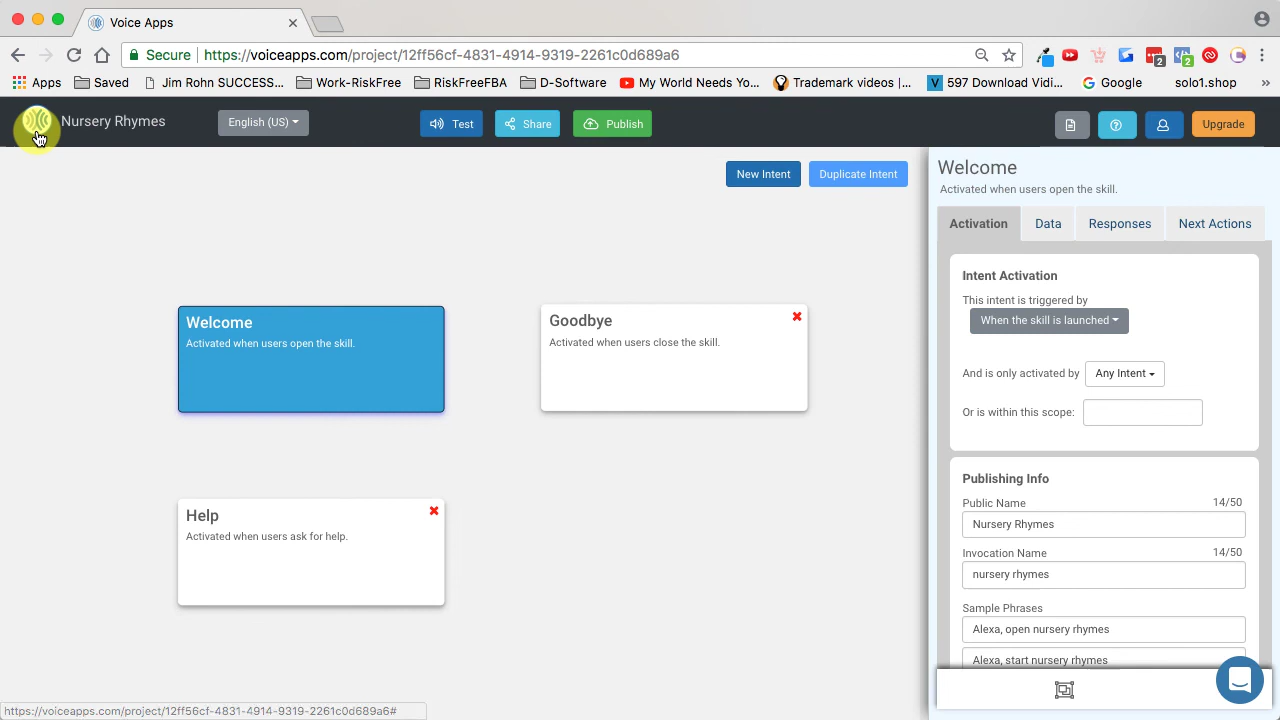 Voice Apps
Secure
https://voiceapps.com/project/12ff56cf-4831-4914-9319-2261c0d689a6
2
2
Apps
Saved
Jim Rohn SUCCESS...
Work-RiskFree
RiskFreeFBA
D-Software
My World Needs Yo...
Trademark videos |...
597 Download Vidi...
Google
solo1.shop
»
Nursery Rhymes
English (US)
Test
Share
Publish
Upgrade
New Intent
Duplicate Intent
Welcome
Activated when users open the skill.
Goodbye
Activated when users close the skill.
Help
Activated when users ask for help.
Welcome
Activated when users open the skill.
Activation
Data
Responses
Next Actions
Intent Activation
This intent is triggered by
When the skill is launched
And is only activated by
Any Intent
Or is within this scope:
Publishing Info
Public Name
14/50
Nursery Rhymes
Invocation Name
14/50
nursery rhymes
Sample Phrases
Alexa, open nursery rhymes
Alexa, start nursery rhymes
https://voiceapps.com/project/12ff56cf-4831-4914-9319-2261c0d689a6#